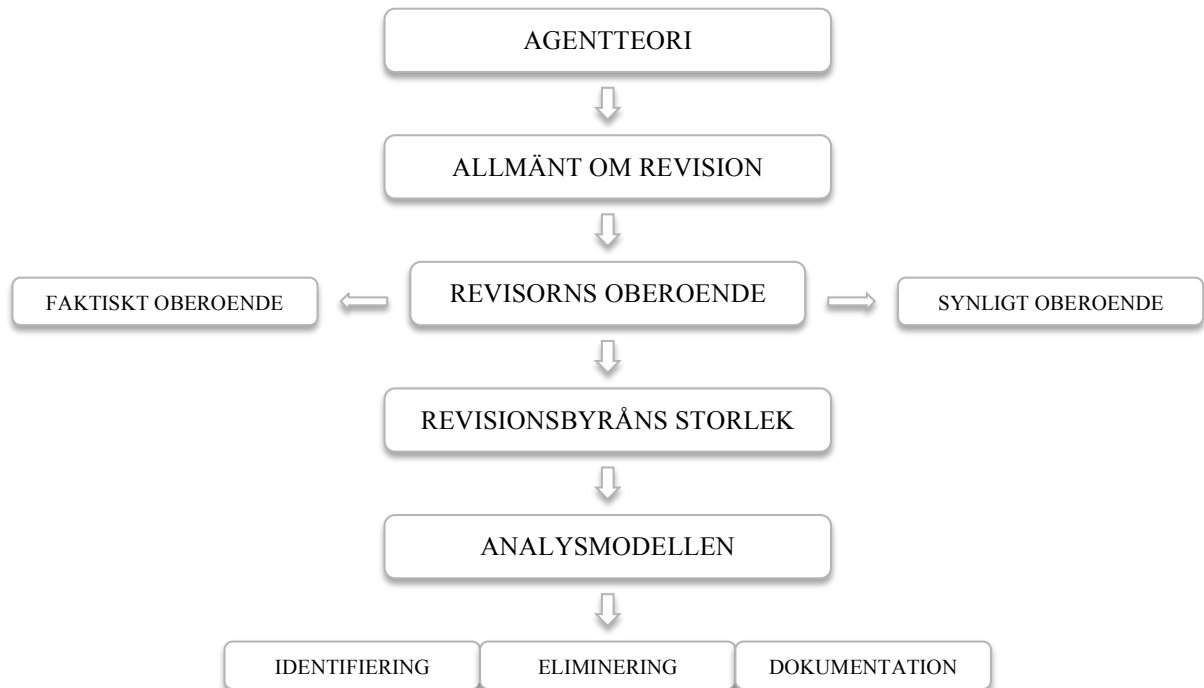 AGENTTEORI
ALLMÄNT OM REVISION
FAKTISKT OBEROENDE
REVISORNS OBEROENDE
SYNLIGT OBEROENDE
REVISIONSBYRÅNS STORLEK
ANALYSMODELLEN
IDENTIFIERING
ELIMINERING
DOKUMENTATION